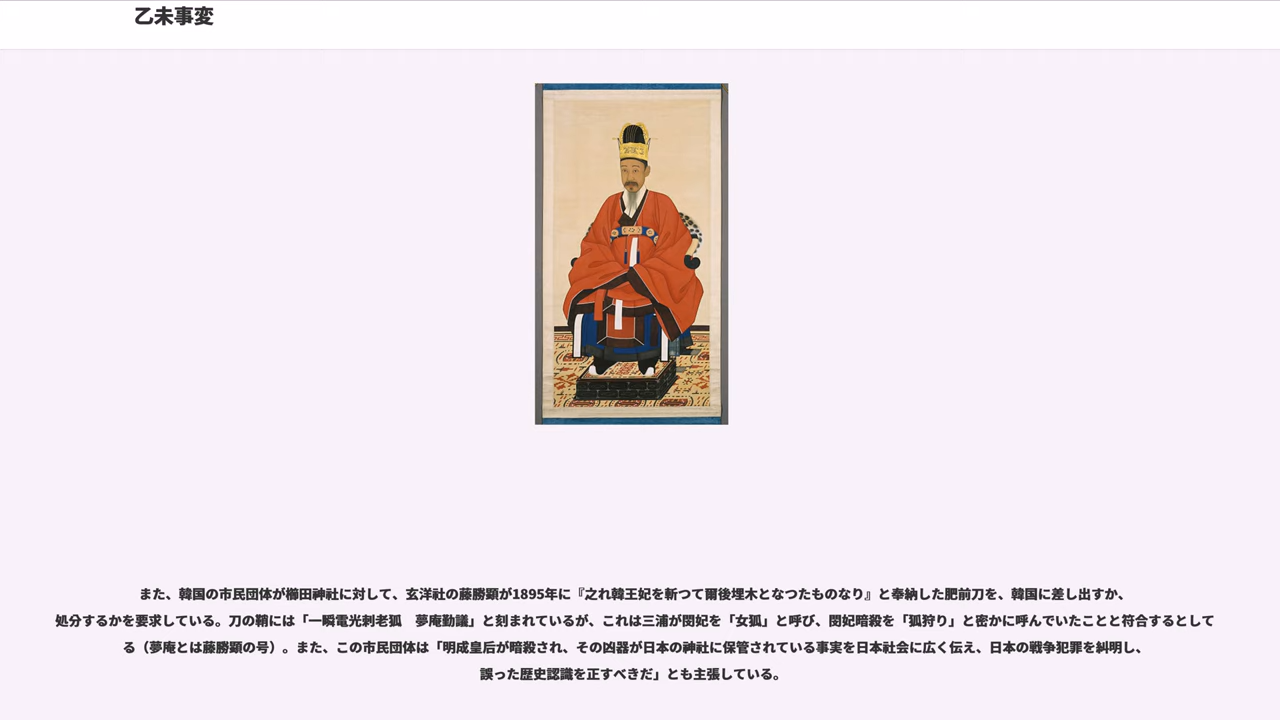 乙未事変
また、韓国の市民団体が櫛田神社に対して、玄洋社の藤勝顕が1895年に『之れ韓王妃を斬つて爾後埋木となつたものなり』と奉納した肥前刀を、韓国に差し出すか、
処分するかを要求している。刀の鞘には「一瞬電光刺老狐　夢庵勤議」と刻まれているが、これは三浦が閔妃を「女狐」と呼び、閔妃暗殺を「狐狩り」と密かに呼んでいたことと符合するとして
る（夢庵とは藤勝顕の号）。また、この市民団体は「明成皇后が暗殺され、その凶器が日本の神社に保管されている事実を日本社会に広く伝え、日本の戦争犯罪を糾明し、
誤った歴史認識を正すべきだ」とも主張している。